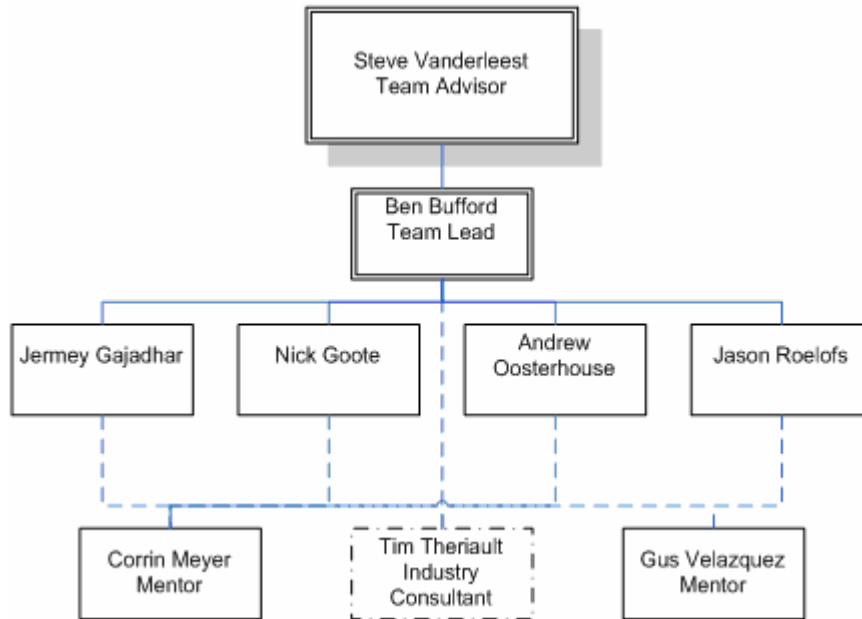 Steve Vanderleest
Team Advisor
Ben Bufford
Team Lead
Jermey Gajadhar
Nick Goote
Andrew
Oosterhouse
Jason Roelofs
Corrin Meyer
Mentor
Tim Theriault
Industry
Consultant
Gus Velazquez
Mentor